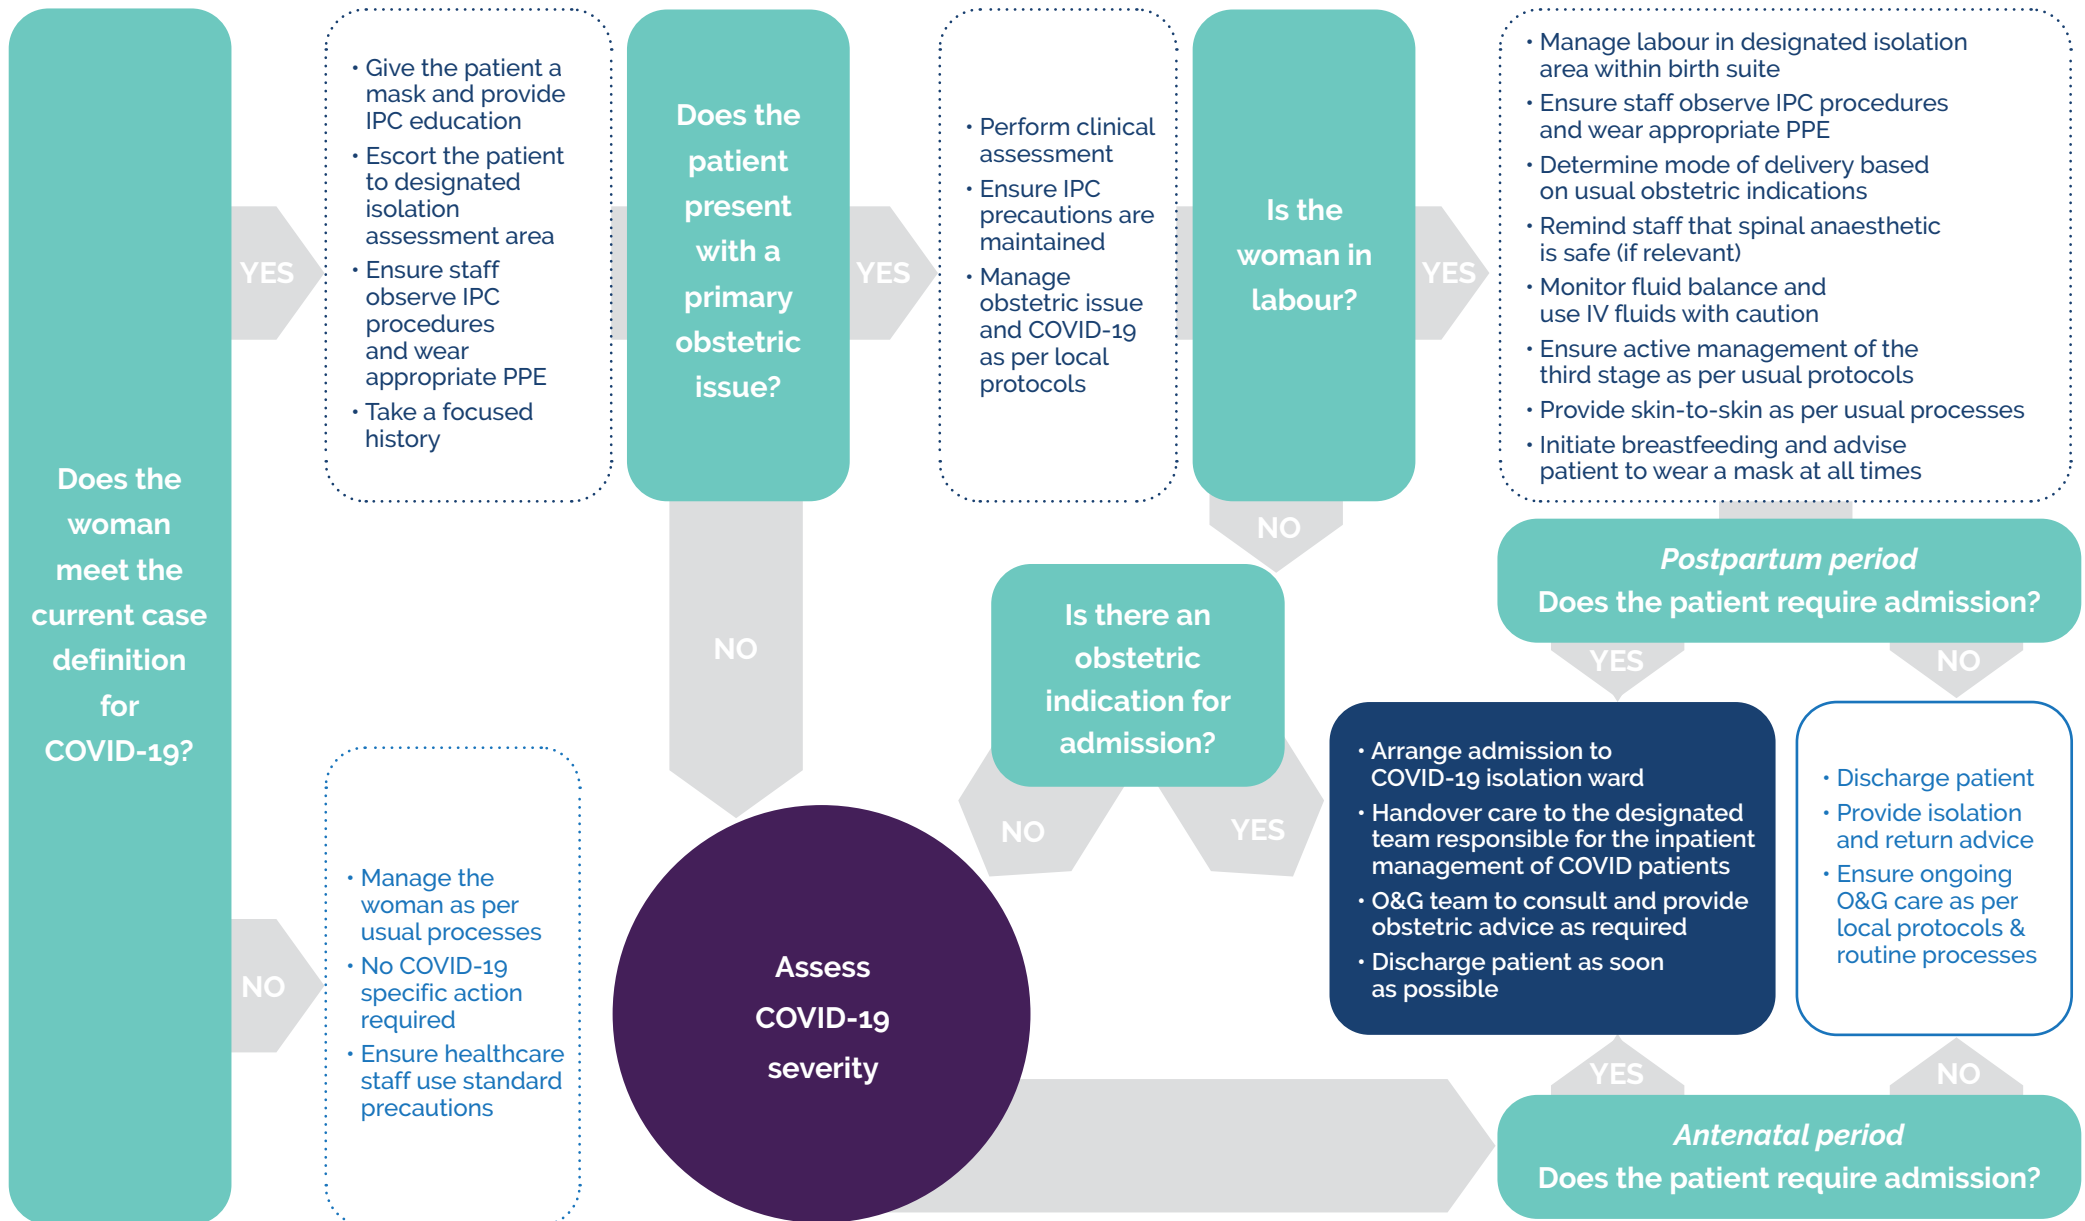 Does the
woman
meet the
current case
definition
for
COVID-19?
YES
• Give the patient a
mask and provide
IPC education
• Escort the patient
to designated
isolation
assessment area
• Ensure staff
observe IPC
procedures
and wear
appropriate PPE
• Take a focused
history
Does the
patient
present
with a
primary
obstetric
issue?
YES
• Perform clinical
assessment
• Ensure IPC
precautions are
maintained
• Manage
obstetric issue
and COVID-19
as per local
protocols
Is the
woman in
labour?
YES
• Manage labour in designated isolation
area within birth suite
• Ensure staff observe IPC procedures
and wear appropriate PPE
• Determine mode of delivery based
on usual obstetric indications
• Remind staff that spinal anaesthetic
is safe (if relevant)
• Monitor fluid balance and
use IV fluids with caution
• Ensure active management of the
third stage as per usual protocols
• Provide skin-to-skin as per usual processes
• Initiate breastfeeding and advise
patient to wear a mask at all times
NO
NO
Is there an
obstetric
indication for
admission?
NO
YES
Postpartum period
Does the patient require admission?
YES
NO
• Arrange admission to
COVID-19 isolation ward
• Handover care to the designated
team responsible for the inpatient
management of COVID patients
• O&G team to consult and provide
obstetric advice as required
• Discharge patient as soon
as possible
• Discharge patient
• Provide isolation
and return advice
• Ensure ongoing
O&G care as per
local protocols &
routine processes
NO
• Manage the
woman as per
usual processes
• No COVID-19
specific action
required
• Ensure healthcare
staff use standard
precautions
Assess
COVID-19
severity
YES
NO
Antenatal period
Does the patient require admission?